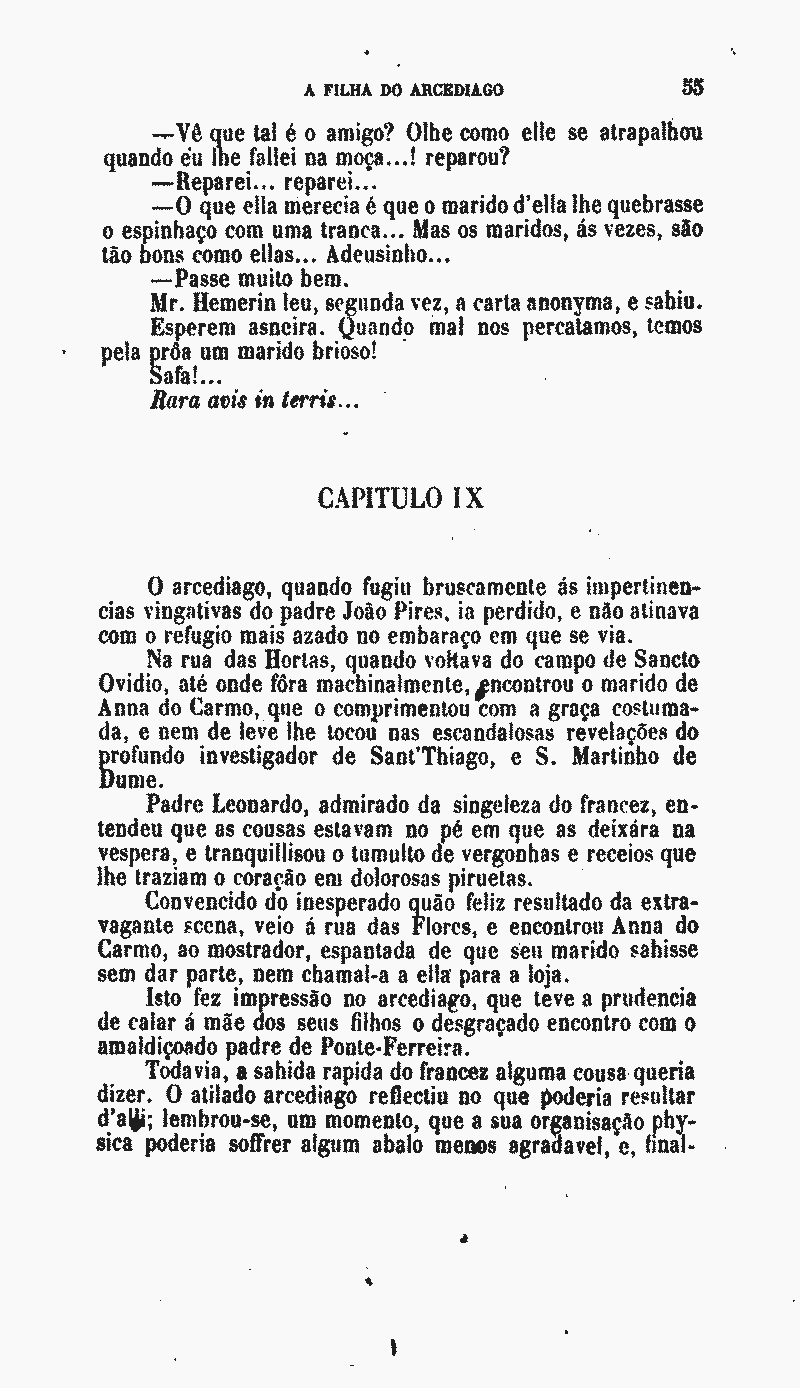 A FILHA DO ARCEDIAGO 55
—Vê que tal é o amigo? Olhe como elle se atrapalhou
quando eu lhe fallei na moça...! reparou?
—Reparei... reparei...
—O que ella merecia é que o marido d'ella lhe quebrasse
o espinhaço com uma tranca... Mas os maridos, ás vezes, são
tão bons como ellas... Adeusinho...
—Passe muito bem.
Mr. Hemerin leu, segunda vez, a carta anonyma, e sahiu.
Esperem asneira. Quando mal nos percatamos, temos
pela prôa um marido brioso!
Safa!...
Rara avis in terris...
CAPITULO IX
O arcediago, quando fugiu bruscamente ás impertinen-
cias vingativas do padre João Pires, ia perdido, e não atinava
com o refugio mais azado no embaraço em que se via.
Na rua das Hortas, quando voltava do campo de Sancto
Ovidio, até onde fôra machinalmente, encontrou o marido de
Anna do Carmo, que o comprimentou com a graça costuma-
da, e nem de leve lhe tocou nas escandalosas revelações do
profundo investigador de Sant'Thiago, e S. Martinho de
Dume.
Padre Leonardo, admirado da singeleza do francez, en-
tendeu que as cousas estavam no pé em que as deixára na
vespera, e tranquillisou o tumulto de vergonhas e receios que
lhe traziam o coração em dolorosas piruetas.
Convencido do inesperado quão feliz resultado da extra-
vagante scena, veio á rua das Flores, e encontrou Anna do
Carmo, ao mostrador, espantada de que seu marido sahisse
sem dar parte, nem chamal-a a ella para a loja.
Isto fez impressão no arcediago, que teve a prudencia
de calar á mãe dos seus filhos o desgraçado encontro com o
amaldiçoado padre de Ponte-Ferreira.
Todavia, a sahida rapida do francez alguma cousa queria
dizer. O atilado arcediago reflectiu no que poderia resultar
d'alli; lembrou-se, um momento, que a sua organisação phy-
sica poderia soffrer algum abalo menos agradavel, e, final-